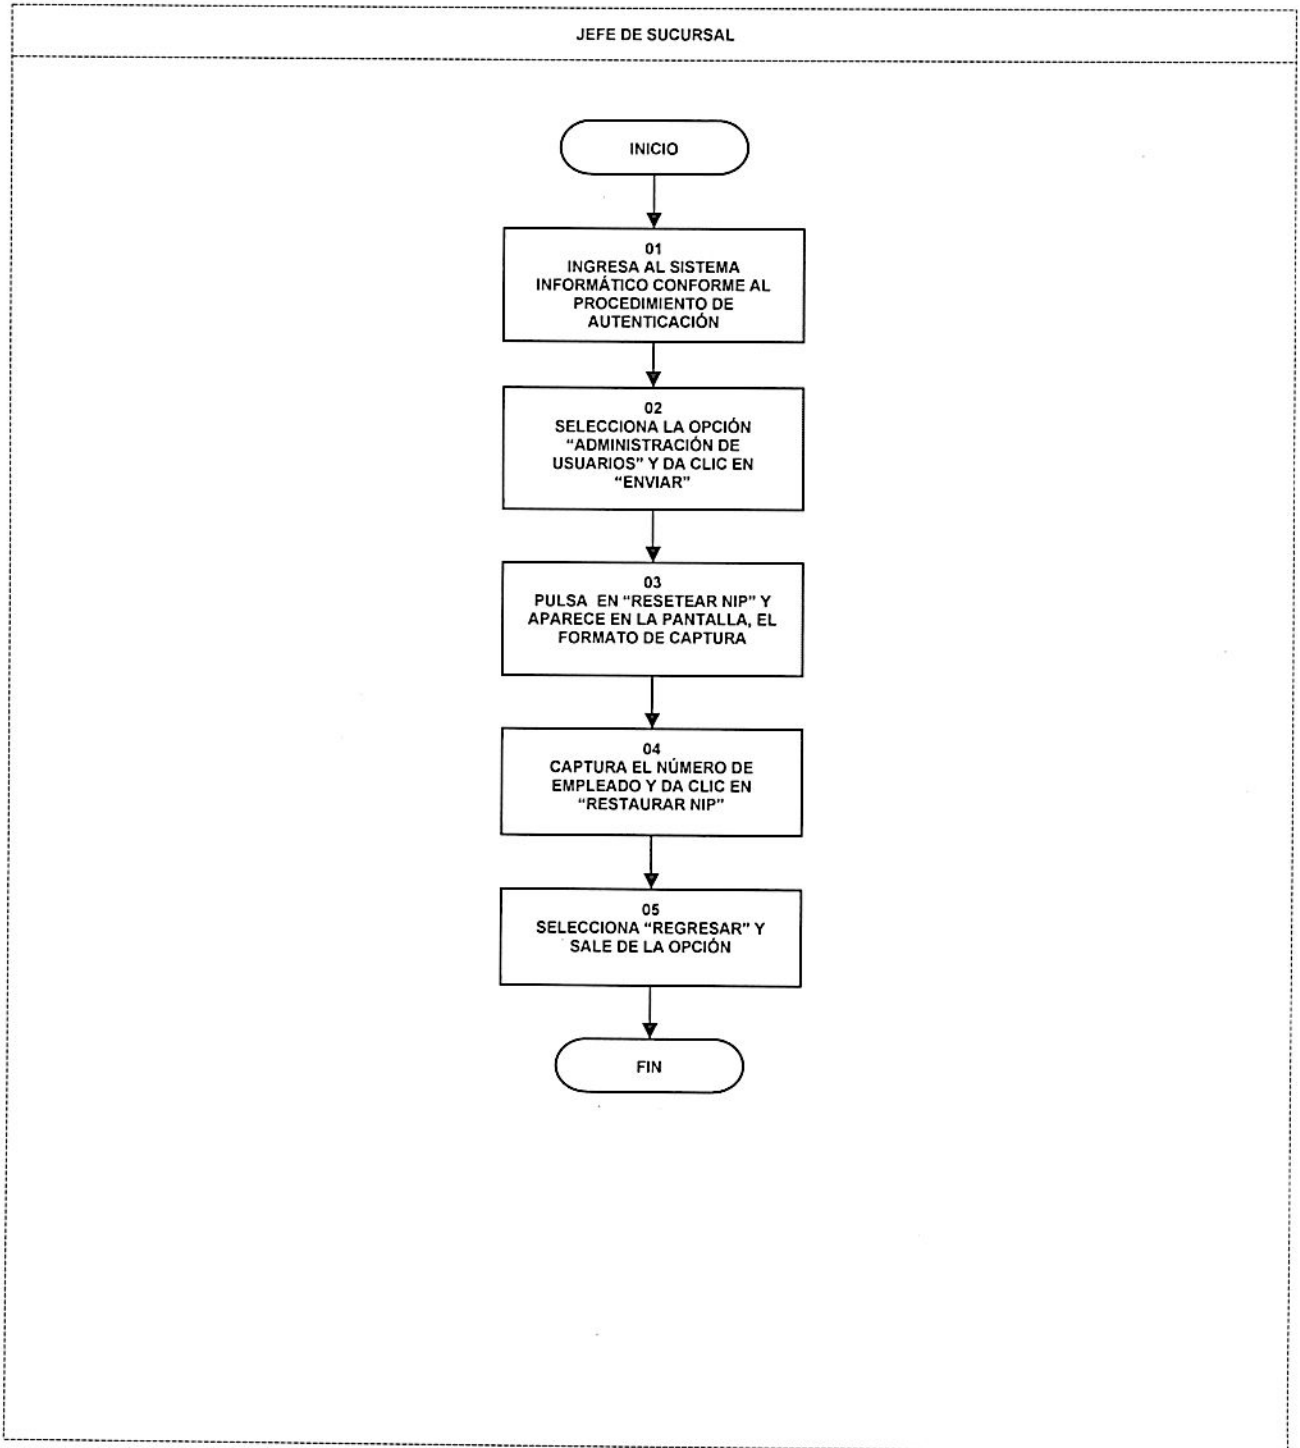 JEFE DE SUCURSAL
INICIO
01
INGRESA AL SISTEMA
INFORMÁTICO CONFORME AL
PROCEDIMIENTO DE
AUTENTICACIÓN
02
SELECCIONA LA OPCIÓN
“ADMINISTRACIÓN DE
USUARIOS” Y DA CLIC EN
“ENVIAR”
03
PULSA EN “RESETEAR NIP” Y
APARECE EN LA PANTALLA, EL
FORMATO DE CAPTURA
04
CAPTURA EL NÚMERO DE
EMPLEADO Y DA CLIC EN
“RESTAURAR NIP”
05
SELECCIONA “REGRESAR” Y
SALE DE LA OPCIÓN
FIN